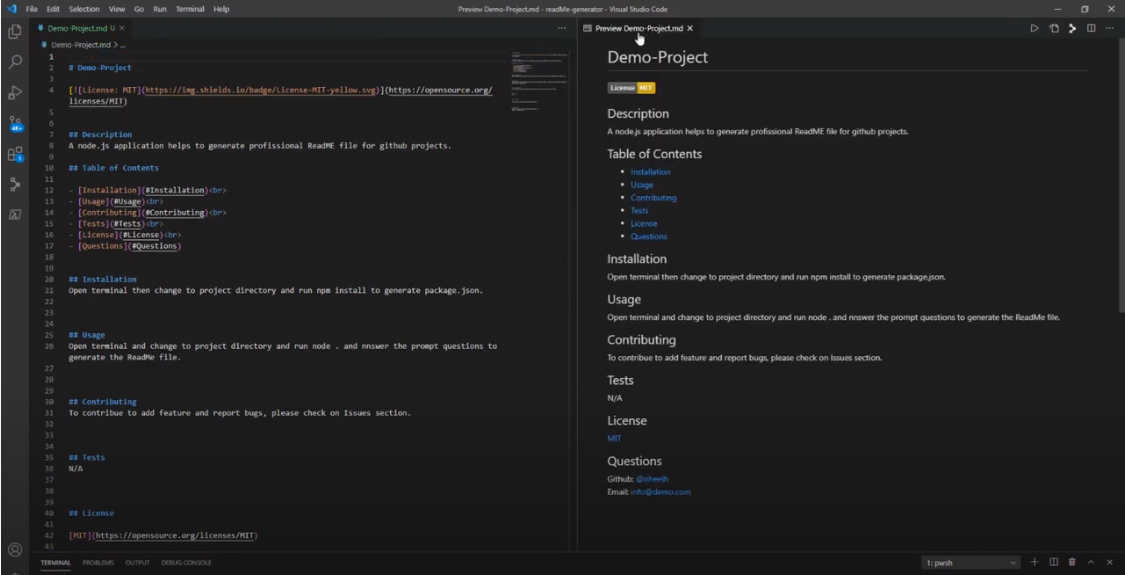 File Edit Selection View Go Run Terminal Help
Preview Demo-Project.md - readMe-generator - Visual Studio Code
Demo-Project.md U ×
Demo-Project.md > ...
1
2 # Demo-Project
3
4 [![License: MIT](https://img.shields.io/badge/License-MIT-yellow.svg)](https://opensource.org/
licenses/MIT)
5
6
7 ## Description
8 A node.js application helps to generate profissional ReadME file for github projects.
9
10 ## Table of Contents
11
12 - [Installation](#Installation)<br>
13 - [Usage](#Usage)<br>
14 - [Contributing](#Contributing)<br>
15 - [Tests](#Tests)<br>
16 - [License](#License)<br>
17 - [Questions](#Questions)
18
19
20 ## Installation
21 Open terminal then change to project directory and run npm install to generate package.json.
22
23
24
25 ## Usage
26 Open terminal and change to project directory and run node . and nnswer the prompt questions to
generate the ReadMe file.
27
28
29
30 ## Contributing
31 To contribute to add feature and report bugs, please check on Issues section.
32
33
34
35 ## Tests
36 N/A
37
38
39
40 ## License
41
42 [MIT](https://opensource.org/licenses/MIT)
43
Preview Demo-Project.md ×
Demo-Project
License MIT
Description
A node.js application helps to generate profissional ReadME file for github projects.
Table of Contents
• Installation
• Usage
• Contributing
• Tests
• License
• Questions
Installation
Open terminal then change to project directory and run npm install to generate package.json.
Usage
Open terminal and change to project directory and run node . and nnswer the prompt questions to generate the ReadMe file.
Contributing
To contribute to add feature and report bugs, please check on Issues section.
Tests
N/A
License
MIT
Questions
Github: @nheelh
Email: info@demo.com
TERMINAL PROBLEMS OUTPUT DEBUG CONSOLE
1: pwsh